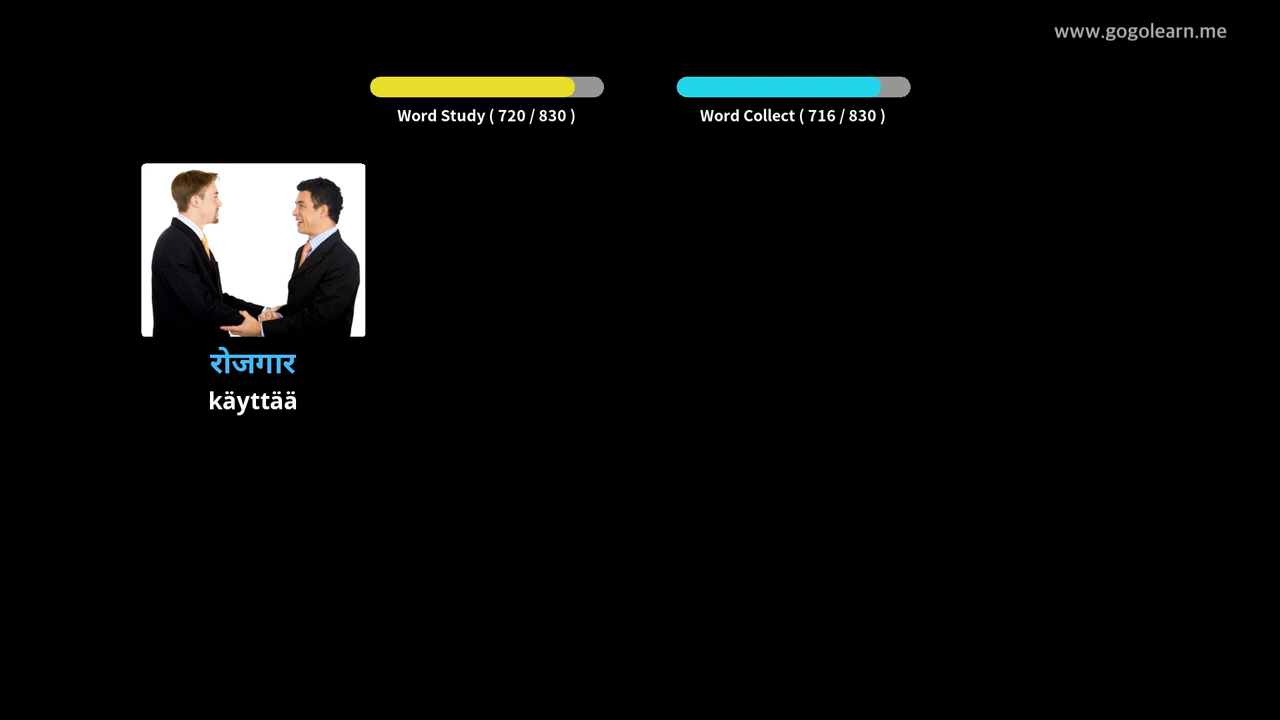 www.gogolearn.me
Word Study ( 720 / 830 )
Word Collect ( 716 / 830 )
रोजगार
käyttää